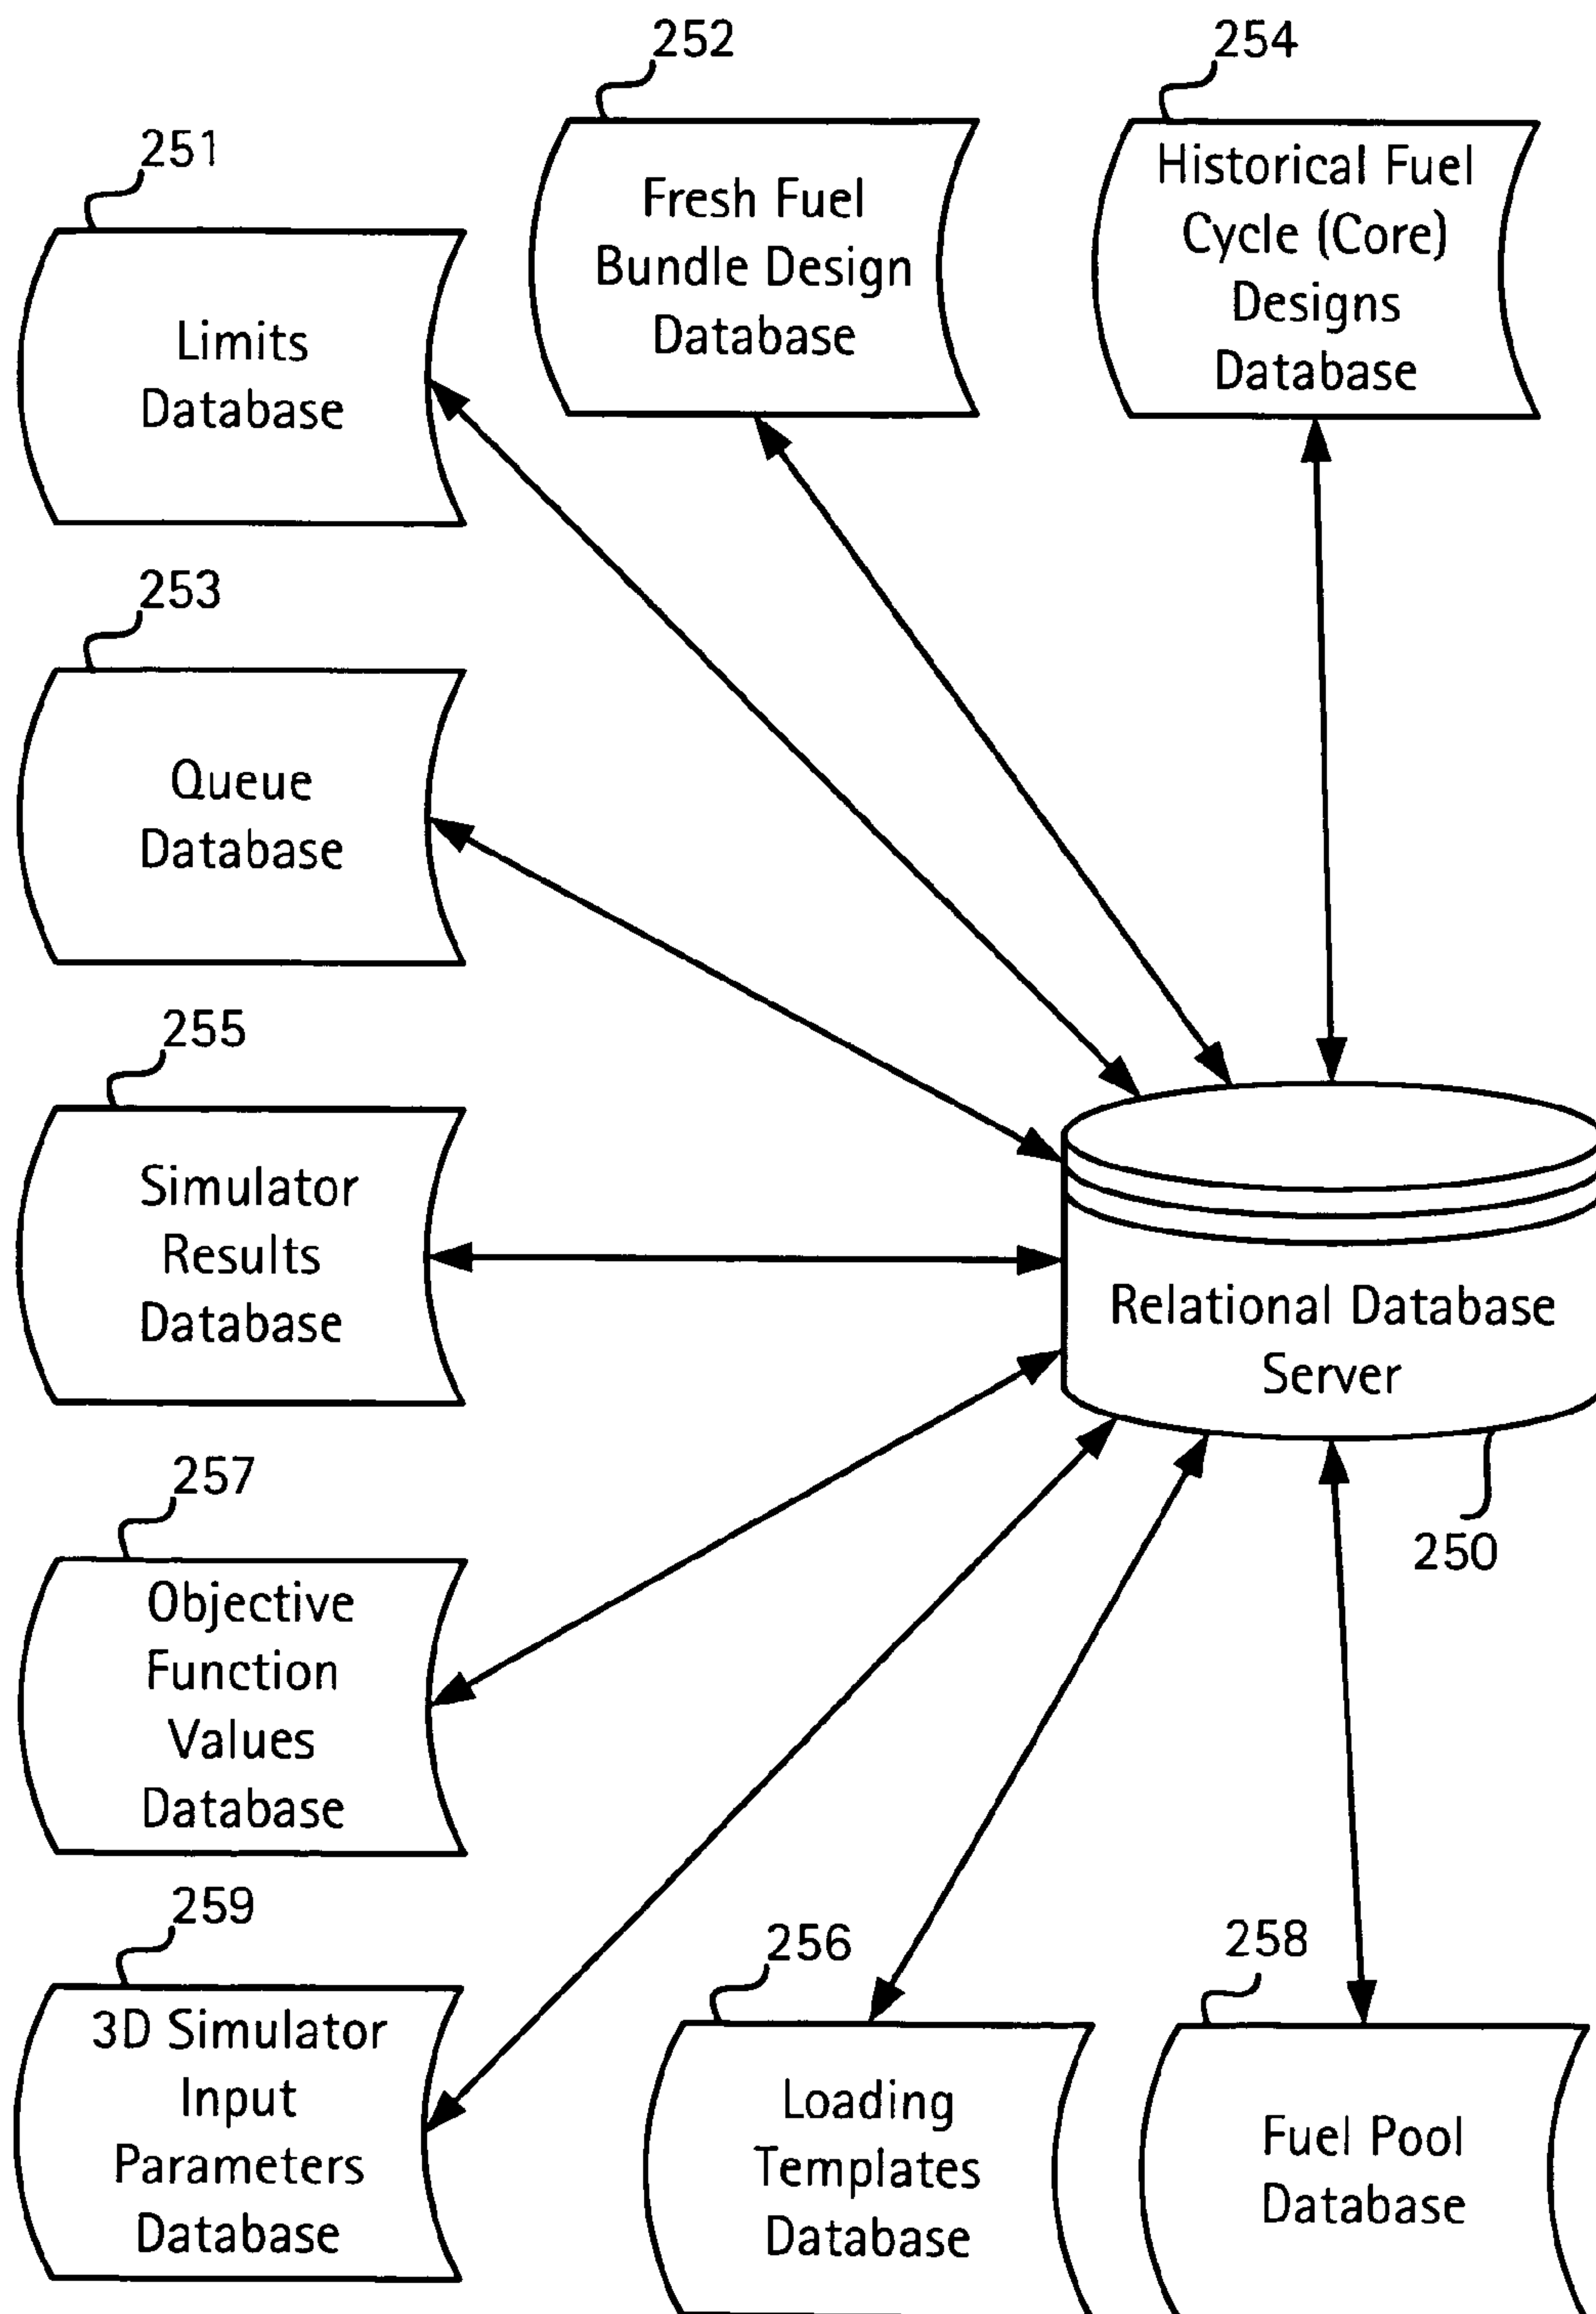 252
254
251
Fresh Fuel
Bundle Design
Database
Historical Fuel
Cycle (Core)
Designs
Database
Limits
Database
253
Queue
Database
255
Simulator
Results
Database
Relational Database
Server
250
257
Objective
Function
Values
Database
259
3D Simulator
Input
Parameters
Database
256
Loading
Templates
Database
258
Fuel Pool
Database